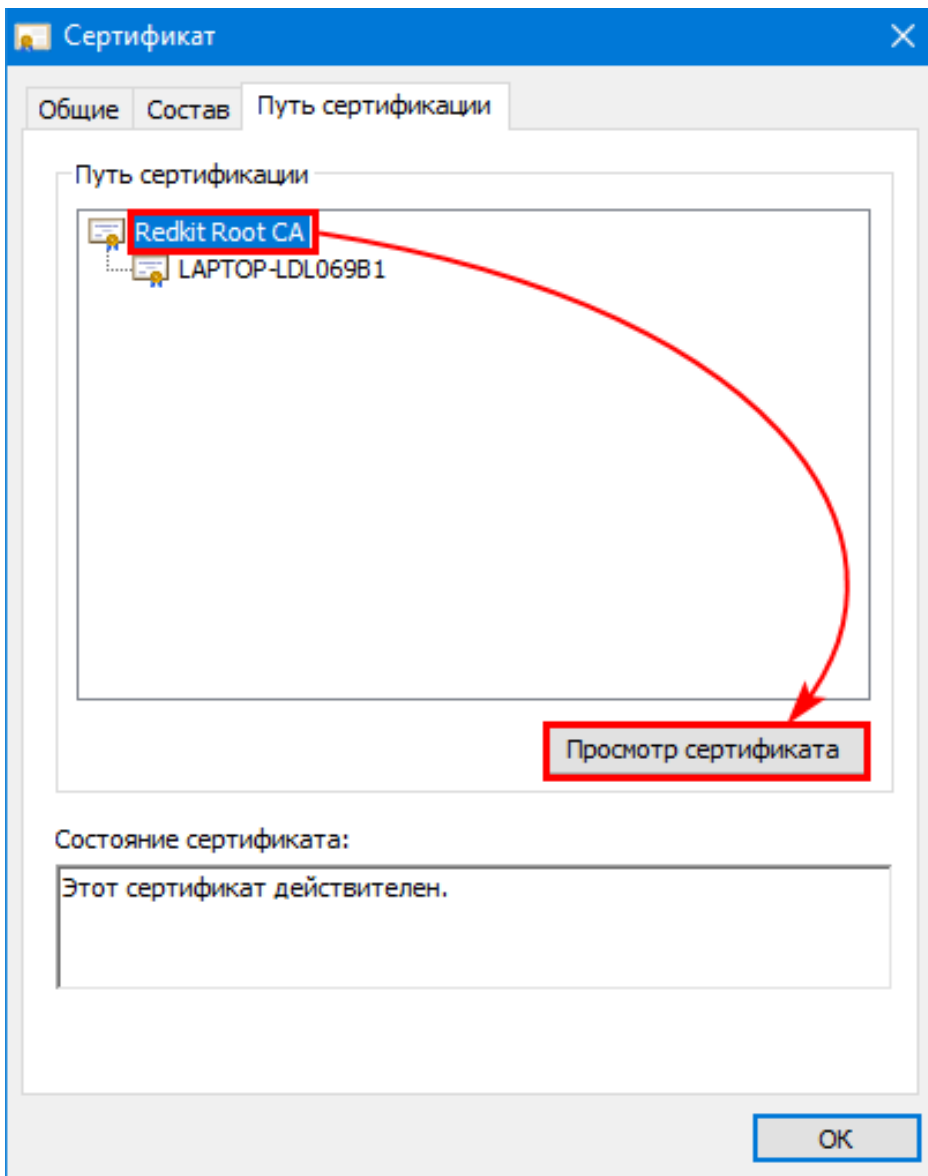 Сертификат
Общие Состав Путь сертификации
Путь сертификации
Redkit Root CA
LAPTOP-LDL069B1
Просмотр сертификата
Состояние сертификата:
Этот сертификат действителен.
ОК